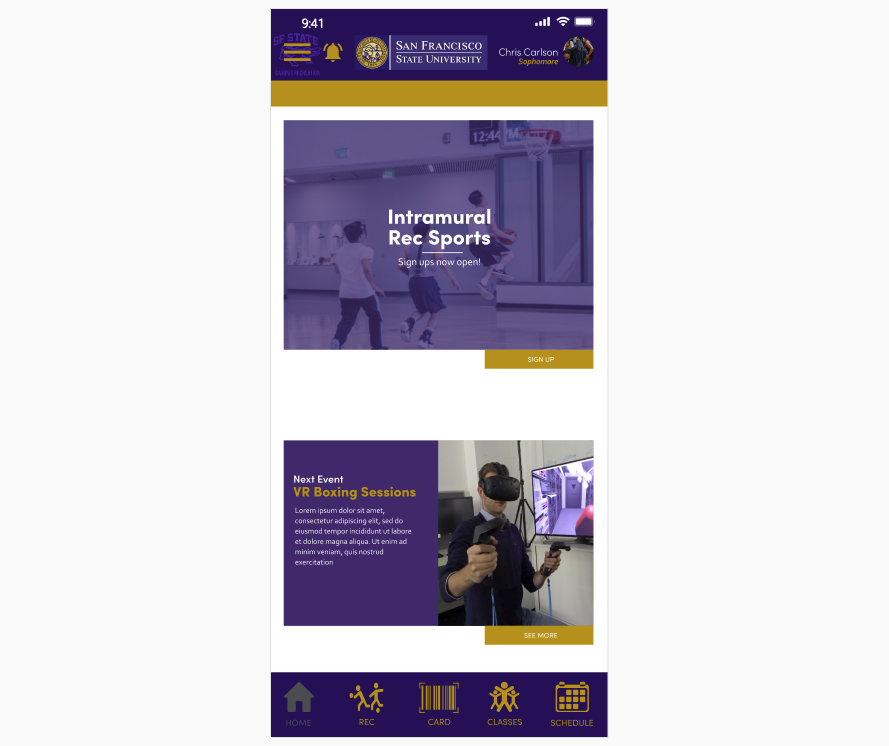 9:41
SF STATE
CAMPUS RECREATION
SAN FRANCISCO
STATE UNIVERSITY
Chris Carlson
Sophomore
12:44 PM
Intramural
Rec Sports
Sign ups now open!
SIGN UP
Next Event
VR Boxing Sessions
Lorem ipsum dolor sit amet,
consectetur adipiscing elit, sed do
eiusmod tempor incididunt ut labore
et dolore magna aliqua. Ut enim ad
minim veniam, quis nostrud
exercitation
SEE MORE
HOME
REC
CARD
CLASSES
SCHEDULE